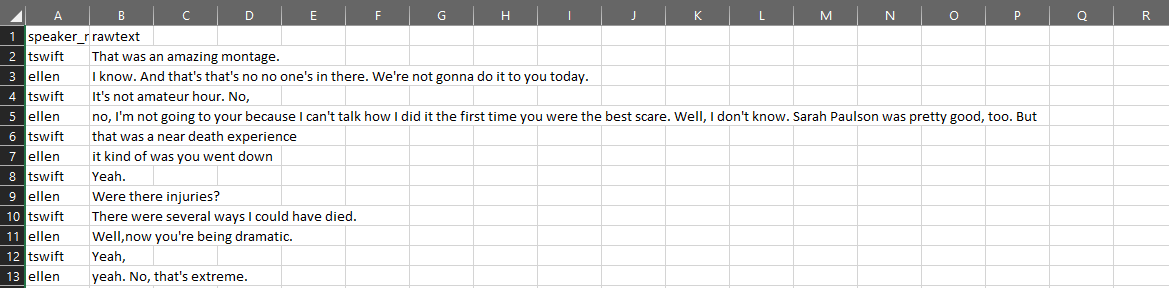 A B C D E F G H I J K L M N O P Q R
1 speaker_r rawtext
2 tswift That was an amazing montage.
3 ellen I know. And that's that's no no one's in there. We're not gonna do it to you today.
4 tswift It's not amateur hour. No,
5 ellen no, I'm not going to your because I can't talk how I did it the first time you were the best scare. Well, I don't know. Sarah Paulson was pretty good, too. But
6 tswift that was a near death experience
7 ellen it kind of was you went down
8 tswift Yeah.
9 ellen Were there injuries?
10 tswift There were several ways I could have died.
11 ellen Well,now you're being dramatic.
12 tswift Yeah,
13 ellen yeah. No, that's extreme.